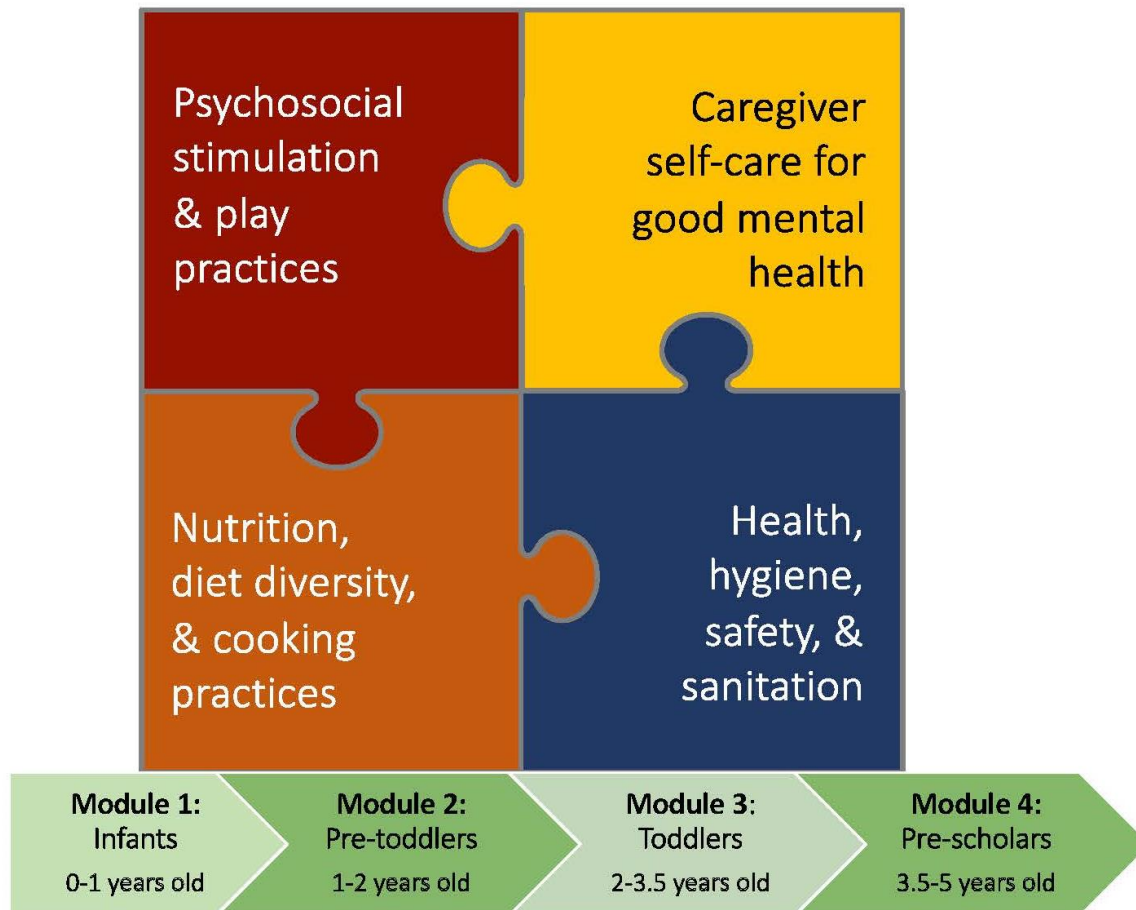 Psychosocial
stimulation
& play
practices
Caregiver
self-care for
good mental
health
Nutrition,
diet diversity,
& cooking
practices
Health,
hygiene,
safety, &
sanitation
Module 1:
Infants
0-1 years old
Module 2:
Pre-toddlers
1-2 years old
Module 3:
Toddlers
2-3.5 years old
Module 4:
Pre-scholars
3.5-5 years old